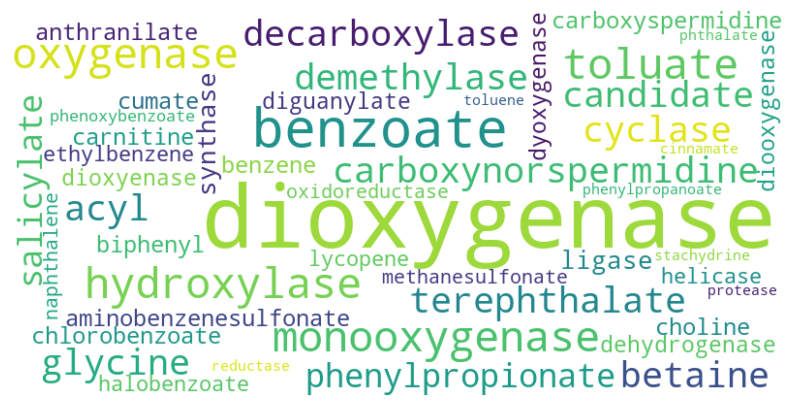 anthranilate
decarboxylase
carboxyspermidine
phthalate
oxygenase
dyoxygenase
diooxygenase
toluate
demethylase
cumate
synthase
diguanylate
toluene
candidate
phenoxybenzoate
benzoate
cyclase
carnitine
salicylate
ethylbenzene
benzene
carboxynorspermidine
cinnamate
dioxyenase
oxidoreductase
phenylpropanoate
acyl
dioxygenase
naphthalene
biphenyl
lycopene
ligase
stachydrine
hydroxylase
methanesulfonate
helicase
terephthalate
protease
aminobenzenesulfonate
choline
chlorobenzoate
monooxygenase
dehydrogenase
glycine
reductase
phenylpropionate
betaine
halobenzoate